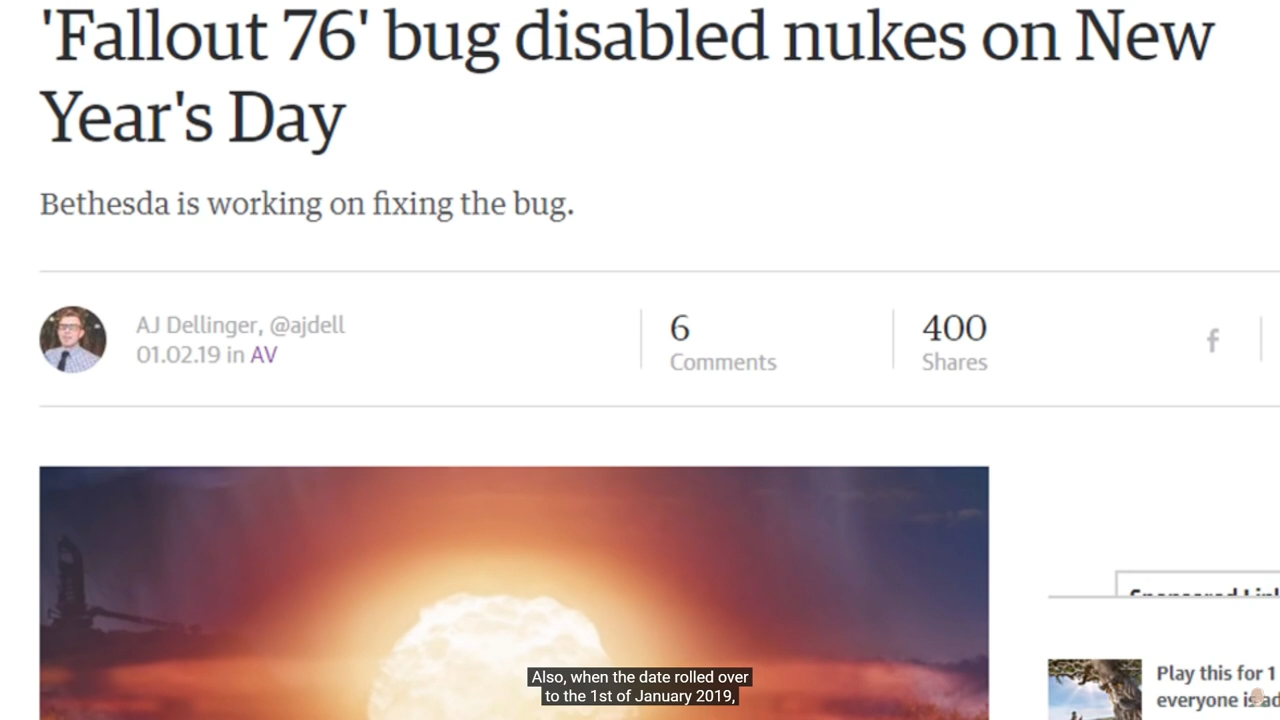 'Fallout 76' bug disabled nukes on New
Year's Day
Bethesda is working on fixing the bug.
AJ Dellinger, @ajdell
01.02.19 in AV
6
Comments
400
Shares
f
Sponsored
Play this for 1
everyone is
Also, when the date rolled over
to the 1st of January 2019,